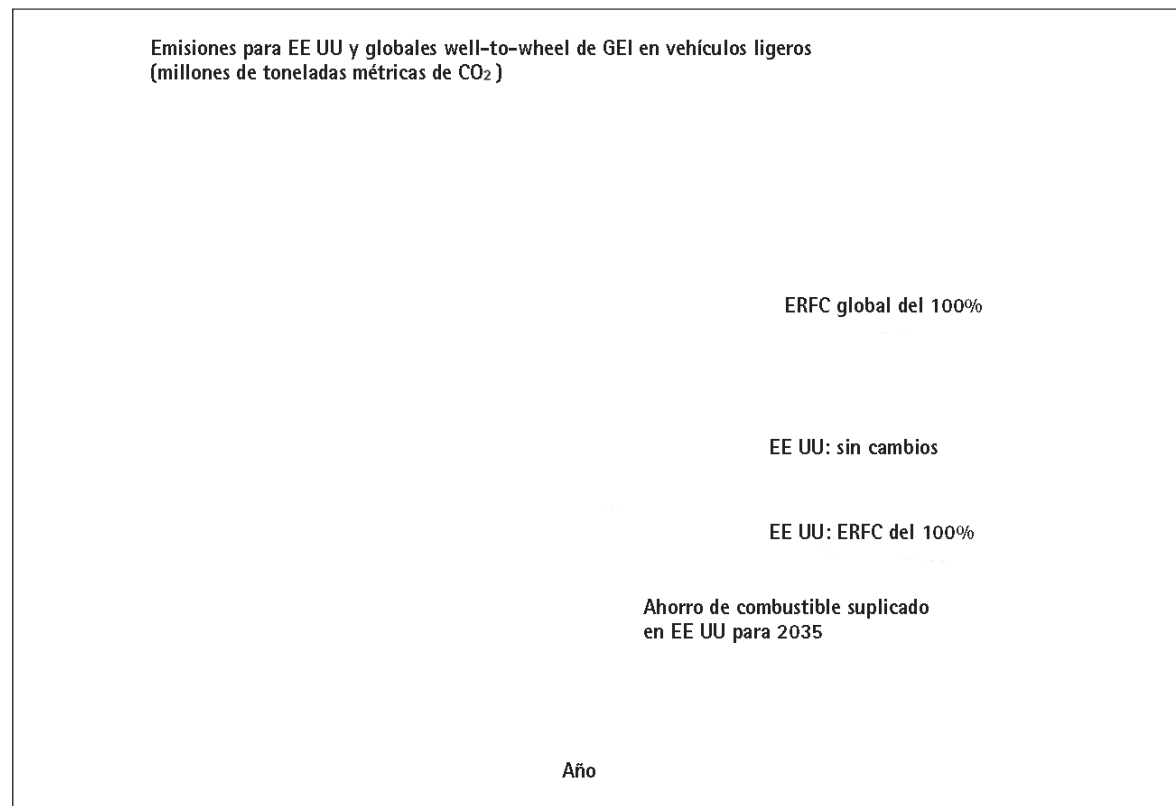 Emisiones para EE UU y globales well-to-wheel de GEI en vehículos ligeros
(millones de toneladas métricas de CO₂ )
ERFC global del 100%
EE UU: sin cambios
EE UU: ERFC del 100%
Ahorro de combustible suplicado
en EE UU para 2035
Año